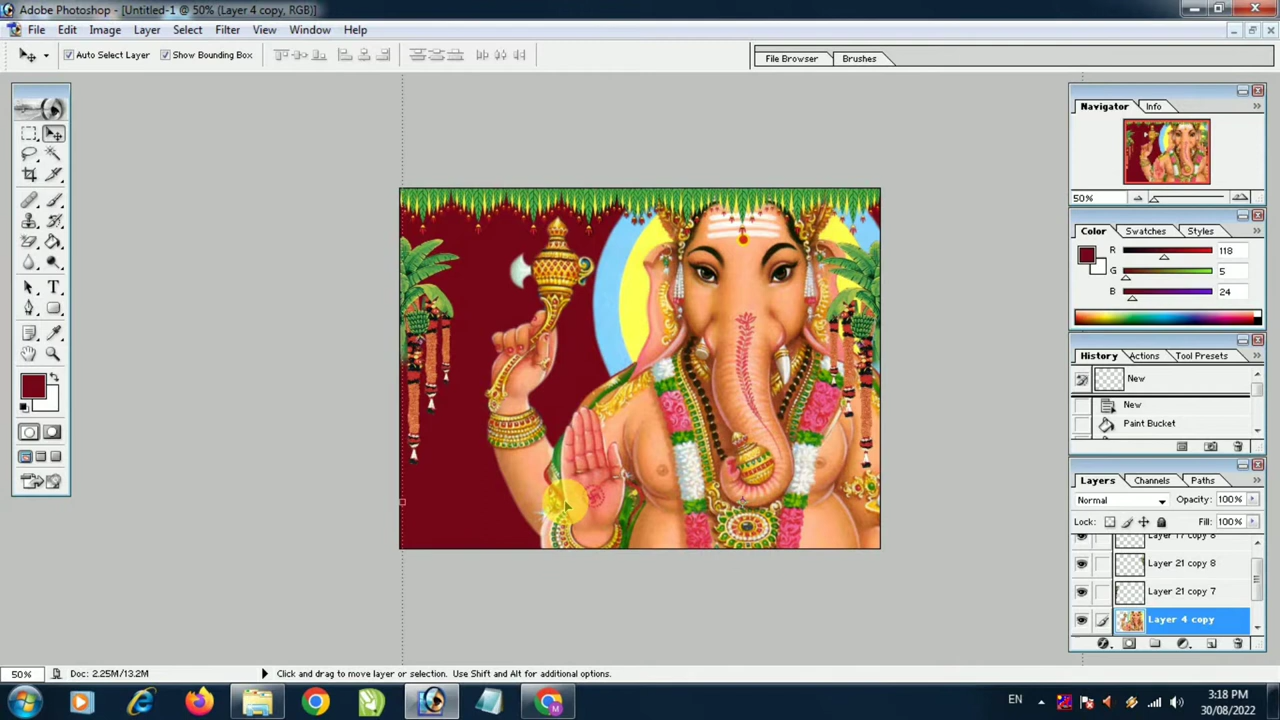 Adobe Photoshop - [Untitled-1 @ 50% (Layer 4 copy, RGB)]
File Edit Image Layer Select Filter View Window Help
Auto Select Layer Show Bounding Box
File Browser Brushes
Navigator Info
50%
Color Swatches Styles
R 118
G 5
B 24
History Actions Tool Presets
New
New
Paint Bucket
Layers Channels Paths
Normal Opacity: 100%
Lock: Fill: 100%
Layer 17 copy 8
Layer 21 copy 8
Layer 21 copy 7
Layer 4 copy
50% Doc: 2.25M/13.2M Click and drag to move layer or selection. Use Shift and Alt for additional options.
EN 3:18 PM
30/08/2022